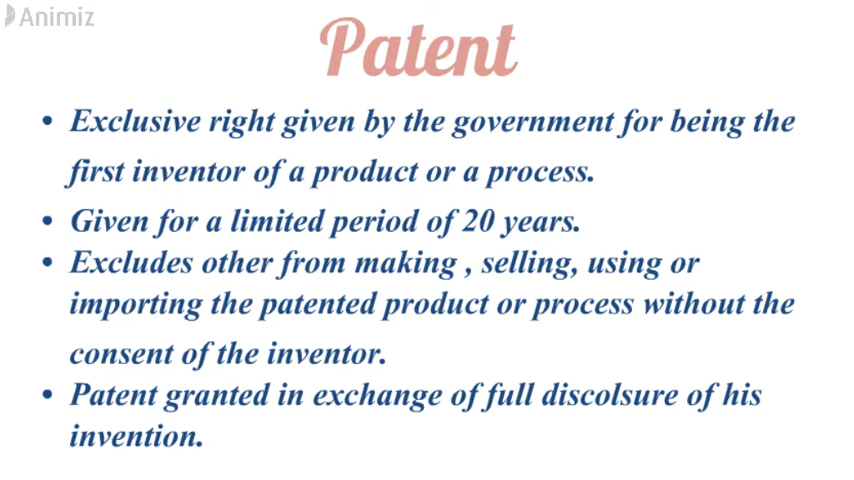 Animiz
Patent
• Exclusive right given by the government for being the
first inventor of a product or a process.
• Given for a limited period of 20 years.
• Excludes other from making , selling, using or
importing the patented product or process without the
consent of the inventor.
• Patent granted in exchange of full discolsure of his
invention.